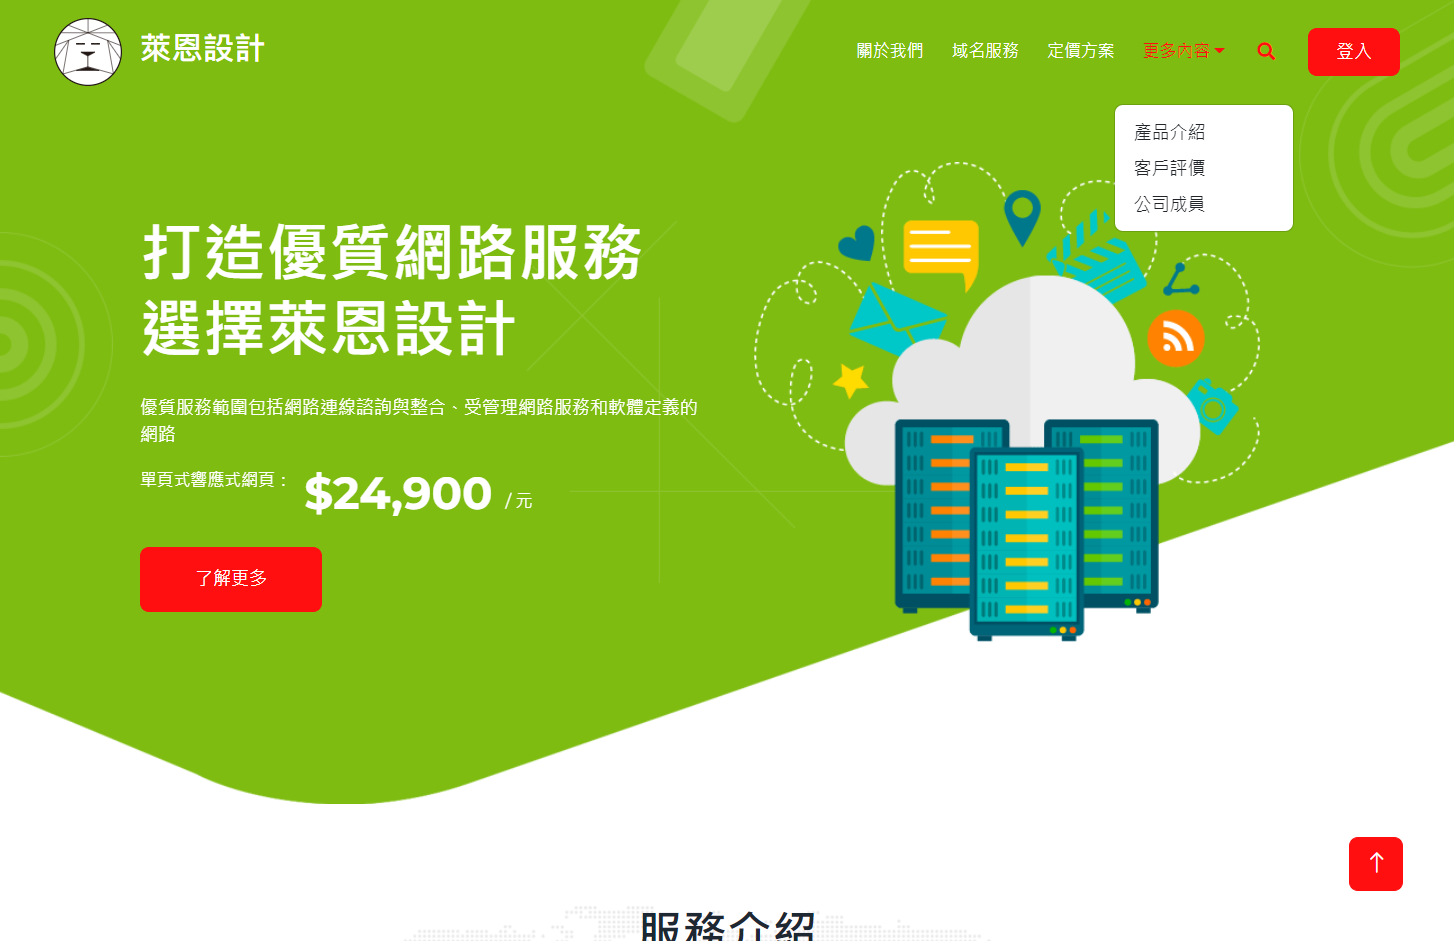 萊恩設計
關於我們
域名服務
定價方案
更多內容
登入
產品介紹
客戶評價
公司成員
打造優質網路服務
選擇萊恩設計
優質服務範圍包括網路連線諮詢與整合、受管理網路服務和軟體定義的
網路
單頁式響應式網頁： $24,900 / 元
了解更多
服務介紹